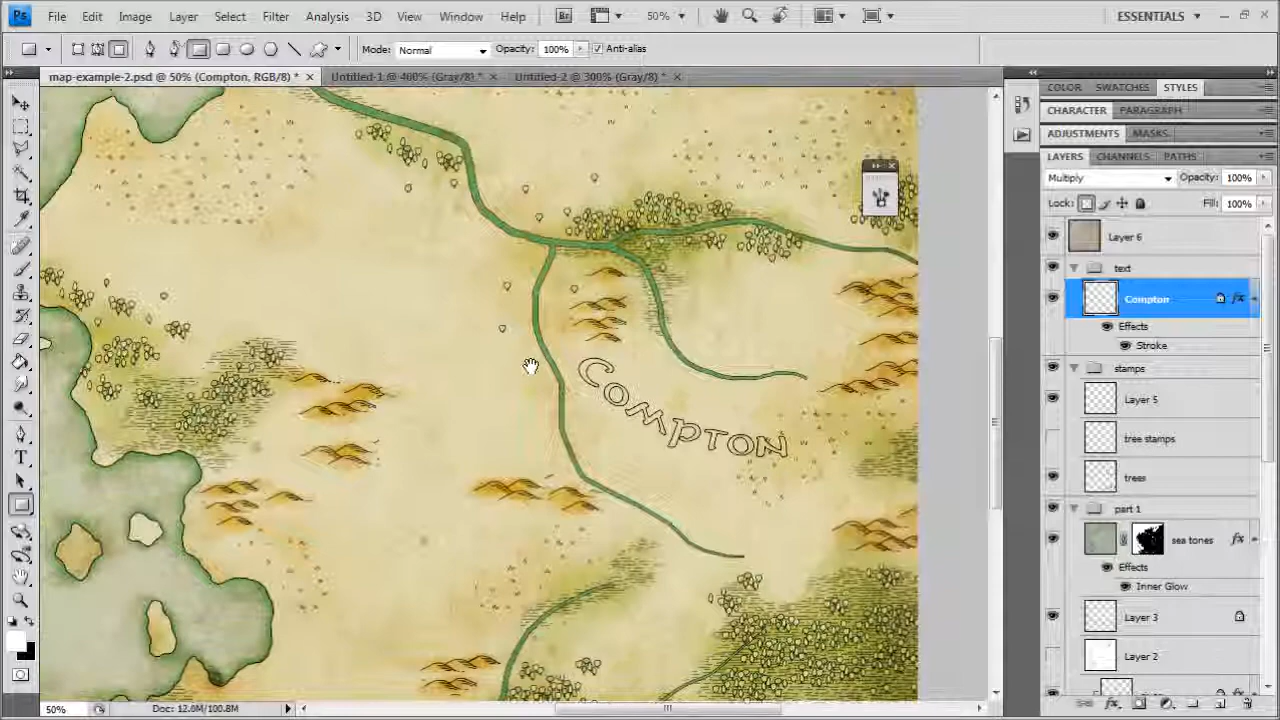 Ps File Edit Image Layer Select Filter Analysis 3D View Window Help Br 50% ESSENTIALS
Mode: Normal Opacity: 100% Anti-alias
map-example-2.psd @ 50% (Compton, RGB/8) * × Untitled-1 @ 400% (Gray/8) * × Untitled-2 @ 300% (Gray/8) * ×
COLOR SWATCHES STYLES
CHARACTER PARAGRAPH
ADJUSTMENTS MASKS
LAYERS CHANNELS PATHS
Multiply Opacity: 100%
Lock: Fill: 100%
Layer 6
text
Compton fx
Effects
Stroke
stamps
Layer 5
tree stamps
trees
part 1
sea tones fx
Effects
Inner Glow
Layer 3
Layer 2
Compton
T
50% Doc: 12.0M/100.8M